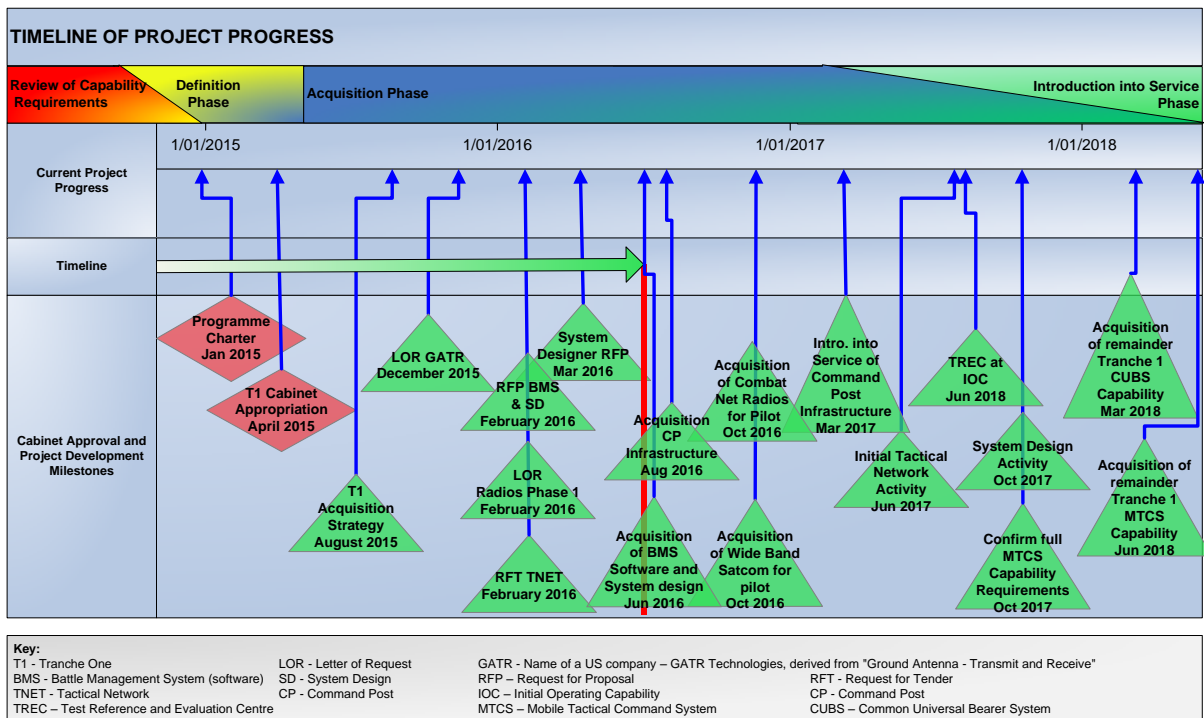 TIMELINE OF PROJECT PROGRESS
Review of Capability
Requirements
Definition
Phase
Acquisition Phase
Introduction into Service
Phase
1/01/2015
1/01/2016
1/01/2017
1/01/2018
Current Project
Progress
Timeline
Cabinet Approval and
Project Development
Milestones
Programme
Charter
Jan 2015
T1 Cabinet
Appropriation
April 2015
T1
Acquisition
Strategy
August 2015
LOR GATR
December 2015
RFP BMS
& SD
February 2016
LOR
Radios Phase 1
February 2016
RFT TNET
February 2016
System
Designer RFP
Mar 2016
Acquisition
CP
Infrastructure
Aug 2016
Acquisition
of BMS
Software and
System design
Jun 2016
Acquisition
of Combat
Net Radios
for Pilot
Oct 2016
Acquisition
of Wide Band
Satcom for
pilot
Oct 2016
Intro. into
Service of
Command
Post
Infrastructure
Mar 2017
Initial Tactical
Network
Activity
Jun 2017
TREC at
IOC
Jun 2018
System Design
Activity
Oct 2017
Confirm full
MTCS
Capability
Requirements
Oct 2017
Acquisition
of remainder
Tranche 1
CUBS
Capability
Mar 2018
Acquisition of
remainder
Tranche 1
MTCS
Capability
Jun 2018
Key:
T1 - Tranche One
BMS - Battle Management System (software)
TNET - Tactical Network
TREC – Test Reference and Evaluation Centre
LOR - Letter of Request
SD - System Design
CP - Command Post
GATR - Name of a US company – GATR Technologies, derived from "Ground Antenna - Transmit and Receive"
RFP – Request for Proposal
IOC – Initial Operating Capability
MTCS – Mobile Tactical Command System
RFT - Request for Tender
CP - Command Post
CUBS – Common Universal Bearer System